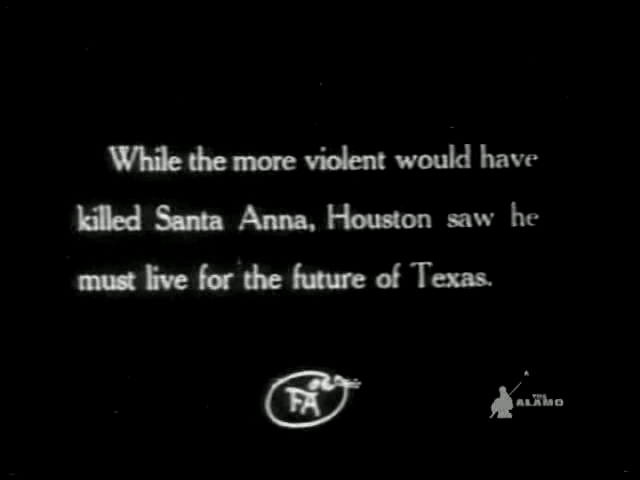 While the more violent would have
killed Santa Anna, Houston saw he
must live for the future of Texas.
FA
THE
ALAMO